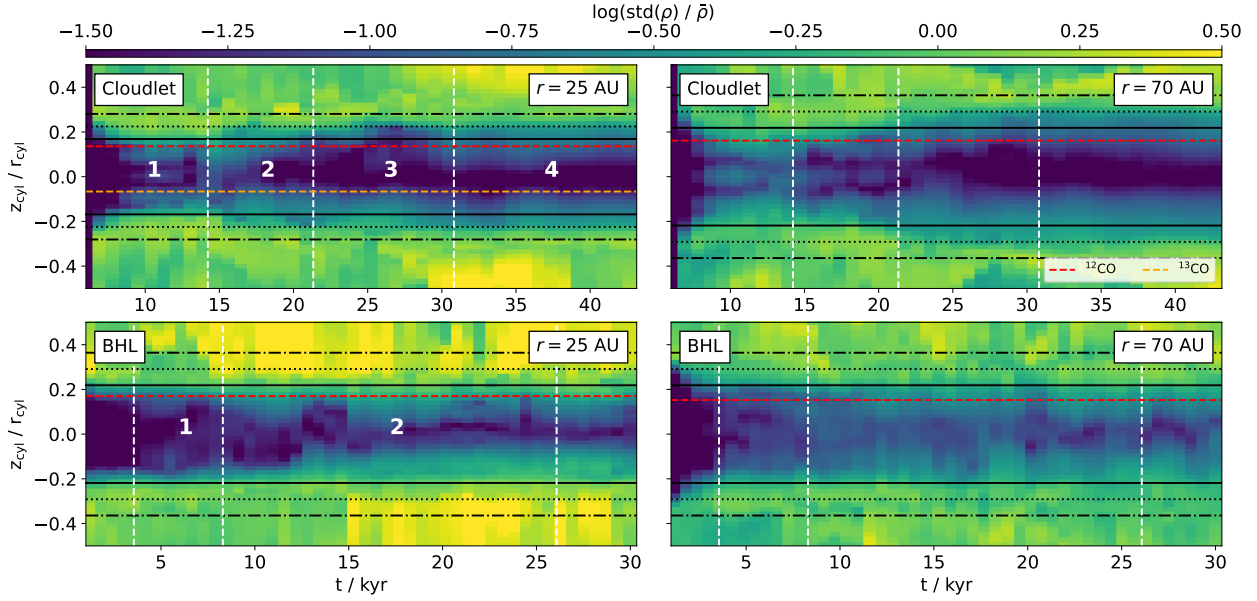 log(std(ρ) / ρ̄)
−1.50 −1.25 −1.00 −0.75 −0.50 −0.25 0.00 0.25 0.50
Cloudlet r = 25 AU Cloudlet r = 70 AU
0.4
0.2
0.0
−0.2
−0.4
z_cyl / r_cyl
1 2 3 4
¹²CO ¹³CO
10 15 20 25 30 35 40 10 15 20 25 30 35 40
BHL r = 25 AU BHL r = 70 AU
0.4
0.2
0.0
−0.2
−0.4
z_cyl / r_cyl
1 2
5 10 15 20 25 30 5 10 15 20 25 30
t / kyr t / kyr